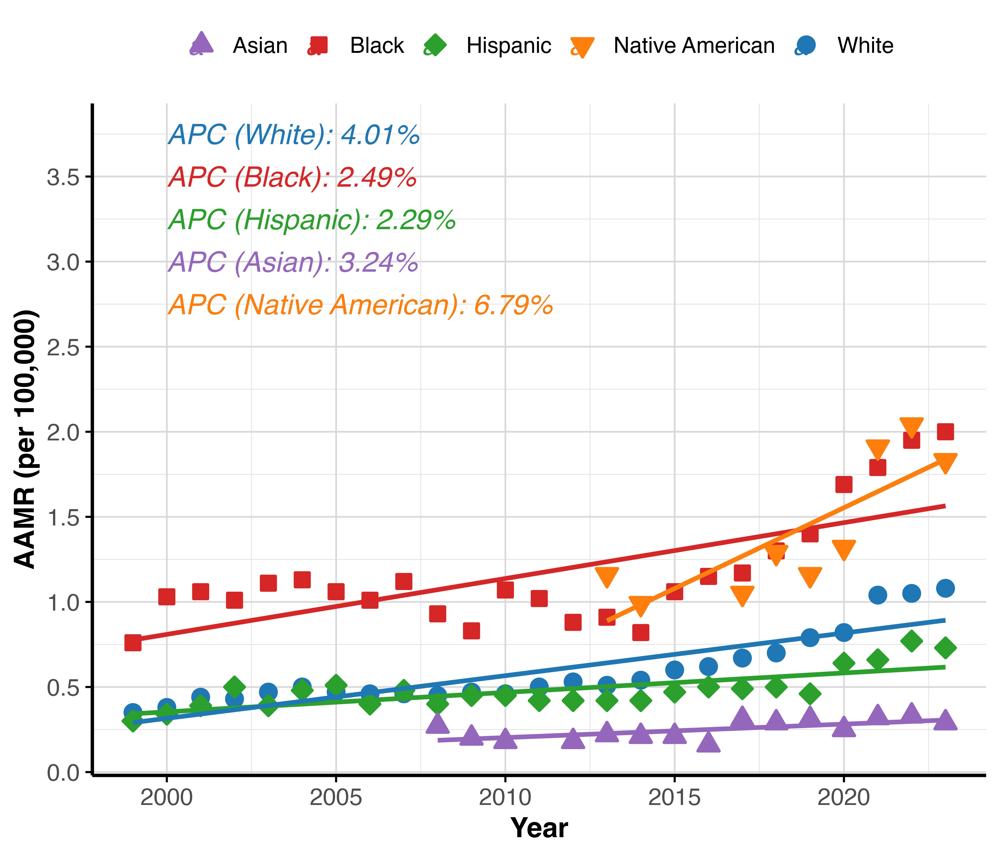 Asian Black Hispanic Native American White
APC (White): 4.01%
APC (Black): 2.49%
APC (Hispanic): 2.29%
APC (Asian): 3.24%
APC (Native American): 6.79%
AAMR (per 100,000)
3.5
3.0
2.5
2.0
1.5
1.0
0.5
0.0
2000 2005 2010 2015 2020
Year